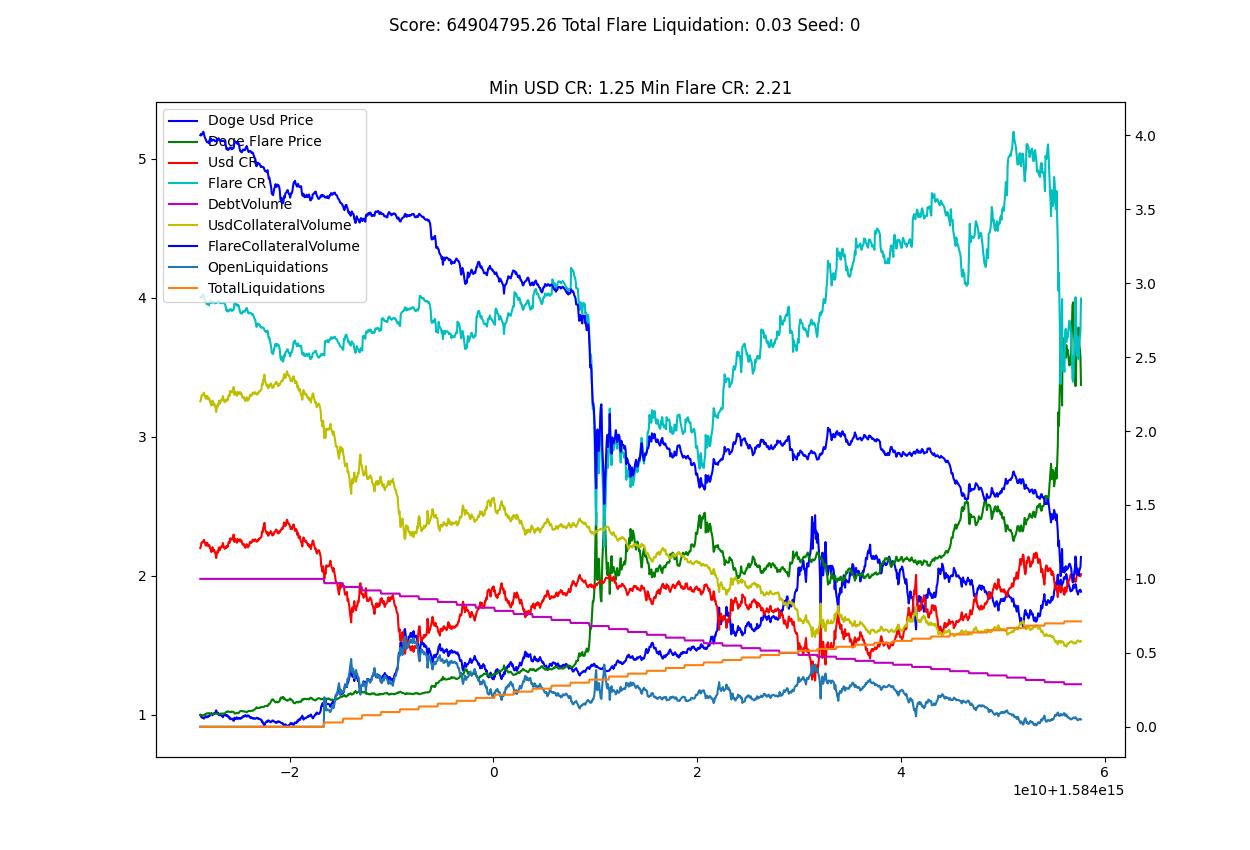 Score: 64904795.26 Total Flare Liquidation: 0.03 Seed: 0
Min USD CR: 1.25 Min Flare CR: 2.21
Doge Usd Price
Doge Flare Price
Usd CR
Flare CR
DebtVolume
UsdCollateralVolume
FlareCollateralVolume
OpenLiquidations
TotalLiquidations
5
4
3
2
1
4.0
3.5
3.0
2.5
2.0
1.5
1.0
0.5
0.0
−2
0
2
4
6
1e10+1.584e15